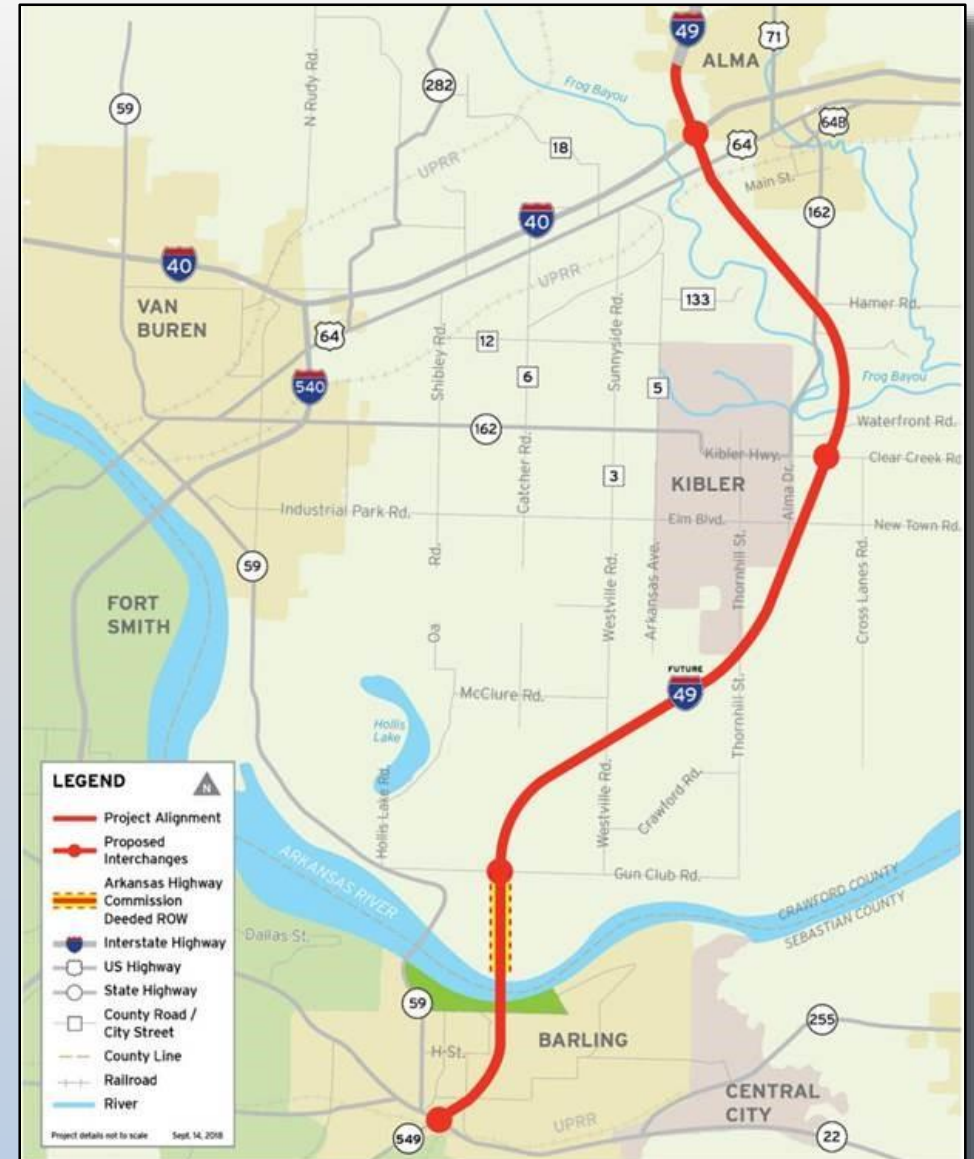 49
71
ALMA
N Rudy Rd.
282
59
Frog Bayou
64B
64
18
UPRR
Main St.
162
40
40
UPRR
133
Hamer Rd.
VAN
BUREN
64
Shibley Rd.
12
Sunnyside Rd.
6
5
540
Frog Bayou
162
Waterfront Rd.
Catcher Rd.
Kibler Hwy.
Clear Creek Rd
3
KIBLER
Alma Dr.
Industrial Park Rd.
Elm Blvd.
New Town Rd.
Rd.
59
Westville Rd.
Arkansas Ave.
Thornhill St.
Cross Lanes Rd.
FORT
SMITH
Oa
FUTURE
49
McClure Rd.
Thornhill St.
Hollis
Lake
Hollis Lake Rd.
Westville Rd.
Crawford Rd.
Gun Club Rd.
ARKANSAS RIVER
CRAWFORD COUNTY
SEBASTIAN COUNTY
Dallas St.
59
255
BARLING
H-St.
CENTRAL
CITY
UPRR
549
22
LEGEND
N
Project Alignment
Proposed
Interchanges
Arkansas Highway
Commission
Deeded ROW
Interstate Highway
US Highway
State Highway
County Road /
City Street
County Line
Railroad
River
Project details not to scale Sept. 14, 2018